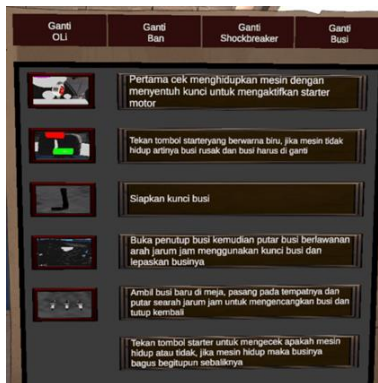 Ganti
OLi
Ganti
Ban
Ganti
Shockbreaker
Ganti
Busi
Pertama cek menghidupkan mesin dengan
menyentuh kunci untuk mengaktifkan starter
motor
Tekan tombol starteryang berwarna biru, jika mesin tidak
hidup artinya busi rusak dan busi harus di ganti
Siapkan kunci busi
Buka penutup busi kemudian putar busi berlawanan
arah jarum jam menggunakan kunci busi dan
lepaskan businya
Ambil busi baru di meja, pasang pada tempatnya dan
putar searah jarum jam untuk mengencangkan busi dan
tutup kembali
Tekan tombol starter untuk mengecek apakah mesin
hidup atau tidak, jika mesin hidup maka businya
bagus begitupun sebaliknya